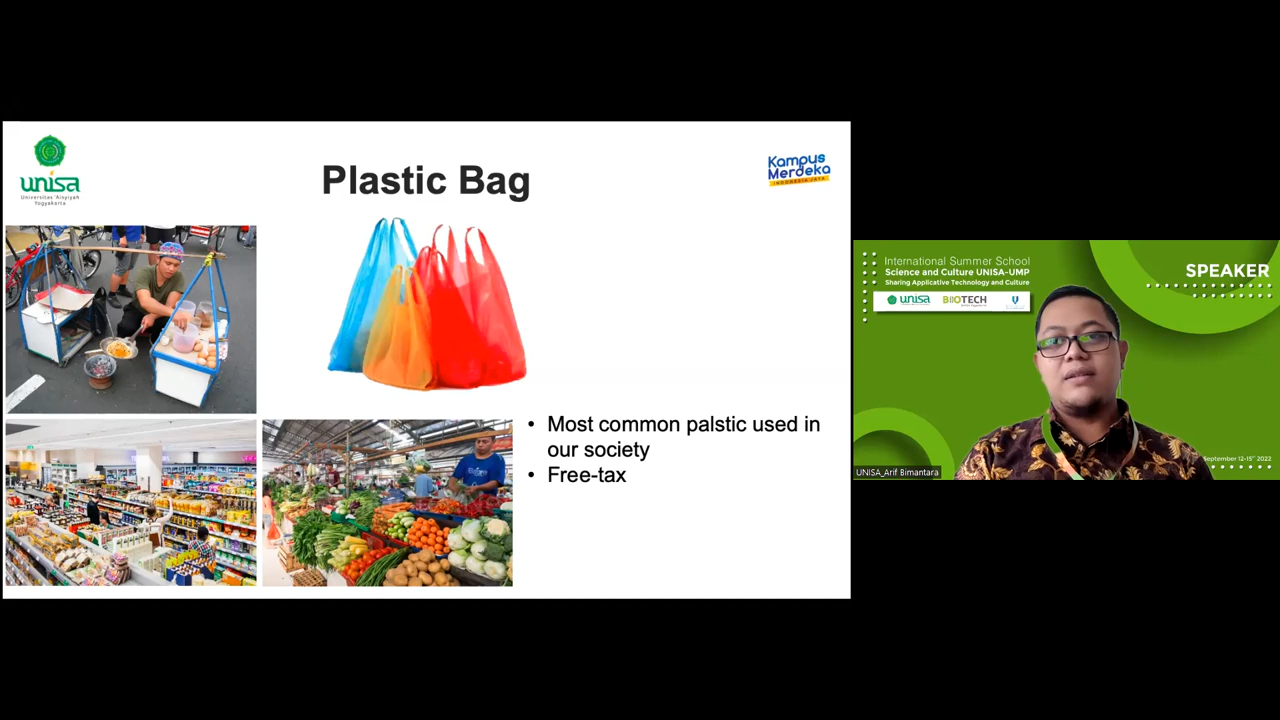 unisa
Universitas 'Aisyiyah
Yogyakarta
Plastic Bag
Kampus
Merdeka
INDONESIA JAYA
• Most common palstic used in
our society
• Free-tax
International Summer School
Science and Culture UNISA-UMP
Sharing Applicative Technology and Culture
unisa
BIOTECH
SPEAKER
September 12-15th 2022
UNISA_Arif Bimantara